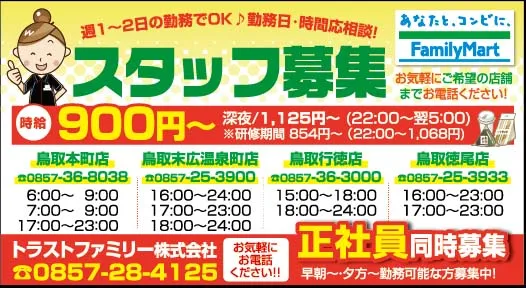 週1〜2日の勤務でOK♪勤務日・時間応相談!
スタッフ募集
あなたと、コンビに、
FamilyMart
お気軽にご希望の店舗
までお電話ください!
時給
900円〜
深夜/1,125円〜 (22:00〜翌5:00)
※研修期間 854円〜 (22:00〜1,068円)
鳥取本町店
☎0857-36-8038
6:00〜 9:00
7:00〜 9:00
17:00〜23:00
鳥取末広温泉町店
☎0857-25-3900
16:00〜24:00
17:00〜23:00
18:00〜24:00
鳥取行徳店
☎0857-36-3000
15:00〜18:00
18:00〜24:00
鳥取徳尾店
☎0857-25-3933
16:00〜24:00
17:00〜23:00
トラストファミリー株式会社
☎0857-28-4125
お気軽に
お電話
ください!!
正社員同時募集
早朝〜・夕方〜勤務可能な方募集中!